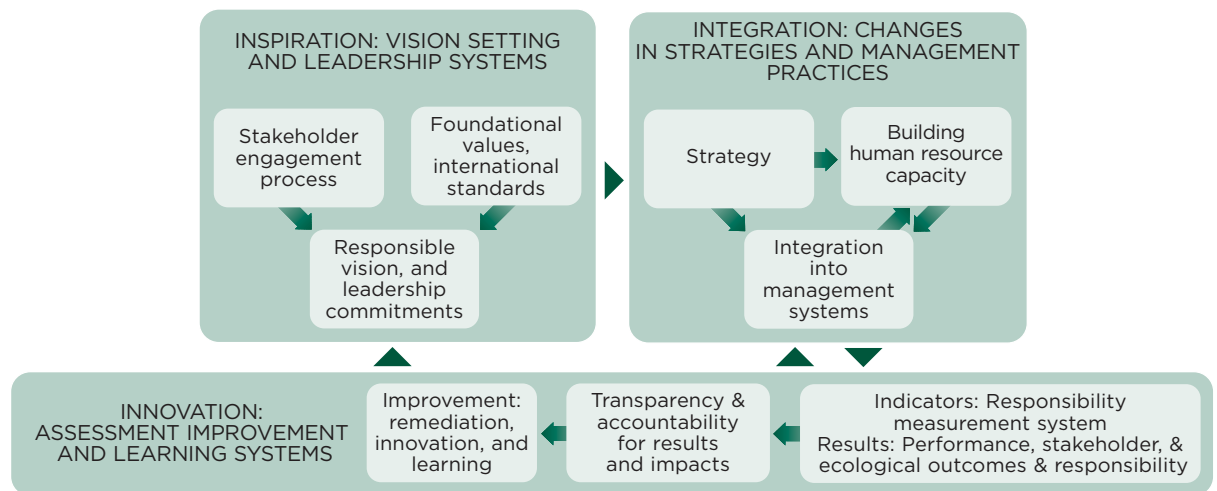 INSPIRATION: VISION SETTING
AND LEADERSHIP SYSTEMS
Stakeholder
engagement
process
Foundational
values,
international
standards
Responsible
vision, and
leadership
commitments
INTEGRATION: CHANGES
IN STRATEGIES AND MANAGEMENT
PRACTICES
Strategy
Building
human resource
capacity
Integration
into
management
systems
INNOVATION:
ASSESSMENT IMPROVEMENT
AND LEARNING SYSTEMS
Improvement:
remediation,
innovation, and
learning
Transparency &
accountability
for results
and impacts
Indicators: Responsibility
measurement system
Results: Performance, stakeholder, &
ecological outcomes & responsibility